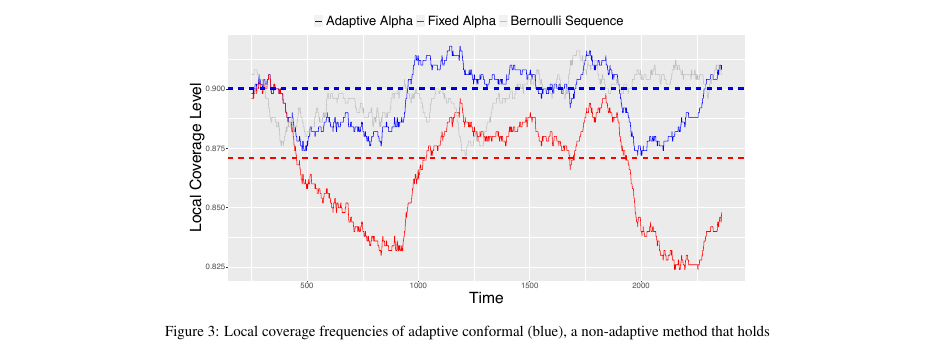 Adaptive Alpha Fixed Alpha Bernoulli Sequence
Local Coverage Level
0.900
0.875
0.850
0.825
500 1000 1500 2000
Time
Figure 3: Local coverage frequencies of adaptive conformal (blue), a non-adaptive method that holds